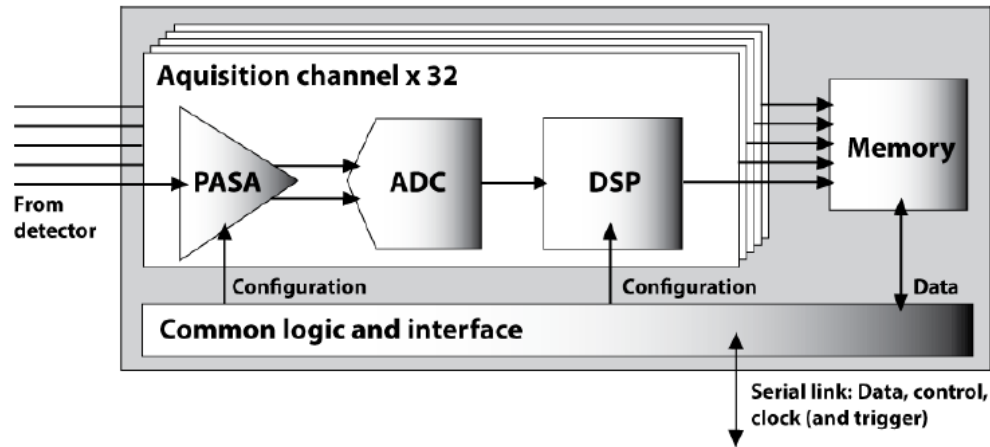 Aquisition channel x 32
PASA
ADC
DSP
Memory
From
detector
Configuration
Configuration
Data
Common logic and interface
Serial link: Data, control,
clock (and trigger)